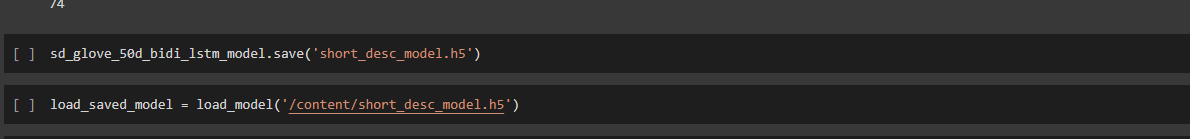 74
[ ] sd_glove_50d_bidi_lstm_model.save('short_desc_model.h5')
[ ] load_saved_model = load_model('/content/short_desc_model.h5')